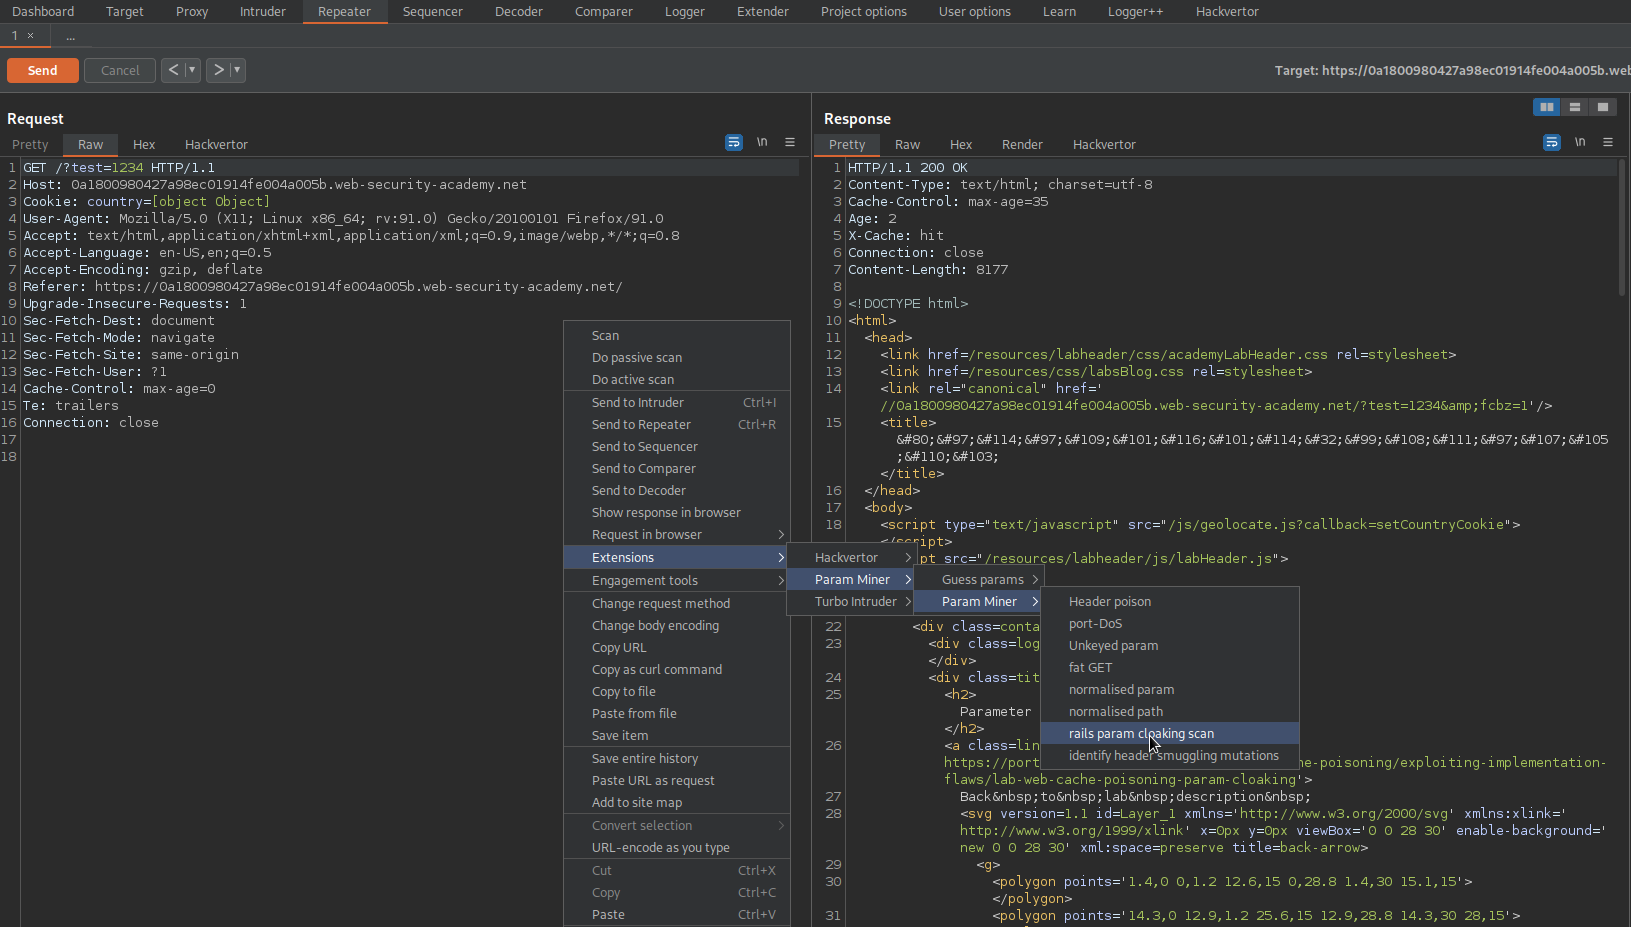 Dashboard Target Proxy Intruder Repeater Sequencer Decoder Comparer Logger Extender Project options User options Learn Logger++ Hackvertor
1 × ...
Send Cancel < | ▾ > | ▾ Target: https://0a1800980427a98ec01914fe004a005b.web
Request
Pretty Raw Hex Hackvertor \n
1 GET /?test=1234 HTTP/1.1
2 Host: 0a1800980427a98ec01914fe004a005b.web-security-academy.net
3 Cookie: country=[object Object]
4 User-Agent: Mozilla/5.0 (X11; Linux x86_64; rv:91.0) Gecko/20100101 Firefox/91.0
5 Accept: text/html,application/xhtml+xml,application/xml;q=0.9,image/webp,*/*;q=0.8
6 Accept-Language: en-US,en;q=0.5
7 Accept-Encoding: gzip, deflate
8 Referer: https://0a1800980427a98ec01914fe004a005b.web-security-academy.net/
9 Upgrade-Insecure-Requests: 1
10 Sec-Fetch-Dest: document
11 Sec-Fetch-Mode: navigate
12 Sec-Fetch-Site: same-origin
13 Sec-Fetch-User: ?1
14 Cache-Control: max-age=0
15 Te: trailers
16 Connection: close
17
18
Scan
Do passive scan
Do active scan
Send to Intruder Ctrl+I
Send to Repeater Ctrl+R
Send to Sequencer
Send to Comparer
Send to Decoder
Show response in browser
Request in browser >
Extensions >
Engagement tools >
Change request method
Change body encoding
Copy URL
Copy as curl command
Copy to file
Paste from file
Save item
Save entire history
Paste URL as request
Add to site map
Convert selection >
URL-encode as you type
Cut Ctrl+X
Copy Ctrl+C
Paste Ctrl+V
Hackvertor >
Param Miner >
Turbo Intruder >
Guess params >
Param Miner >
Header poison
port-DoS
Unkeyed param
fat GET
normalised param
normalised path
rails param cloaking scan
identify header smuggling mutations
Response
Pretty Raw Hex Render Hackvertor \n
1 HTTP/1.1 200 OK
2 Content-Type: text/html; charset=utf-8
3 Cache-Control: max-age=35
4 Age: 2
5 X-Cache: hit
6 Connection: close
7 Content-Length: 8177
8
9 <!DOCTYPE html>
10 <html>
11 <head>
12 <link href=/resources/labheader/css/academyLabHeader.css rel=stylesheet>
13 <link href=/resources/css/labsBlog.css rel=stylesheet>
14 <link rel="canonical" href='
//0a1800980427a98ec01914fe004a005b.web-security-academy.net/?test=1234&amp;fcbz=1'/>
15 <title>
&#80;&#97;&#114;&#97;&#109;&#101;&#116;&#101;&#114;&#32;&#99;&#108;&#111;&#97;&#107;&#105
;&#110;&#103;
</title>
16 </head>
17 <body>
18 <script type="text/javascript" src="/js/geolocate.js?callback=setCountryCookie">
</script>
pt src="/resources/labheader/js/labHeader.js">
22 <div class=conta
23 <div class=log
</div>
24 <div class=tit
25 <h2>
Parameter
</h2>
26 <a class=lin
https://port he-poisoning/exploiting-implementation-
flaws/lab-web-cache-poisoning-param-cloaking'>
27 Back&nbsp;to&nbsp;lab&nbsp;description&nbsp;
28 <svg version=1.1 id=Layer_1 xmlns='http://www.w3.org/2000/svg' xmlns:xlink='
http://www.w3.org/1999/xlink' x=0px y=0px viewBox='0 0 28 30' enable-background='
new 0 0 28 30' xml:space=preserve title=back-arrow>
29 <g>
30 <polygon points='1.4,0 0,1.2 12.6,15 0,28.8 1.4,30 15.1,15'>
</polygon>
31 <polygon points='14.3,0 12.9,1.2 25.6,15 12.9,28.8 14.3,30 28,15'>